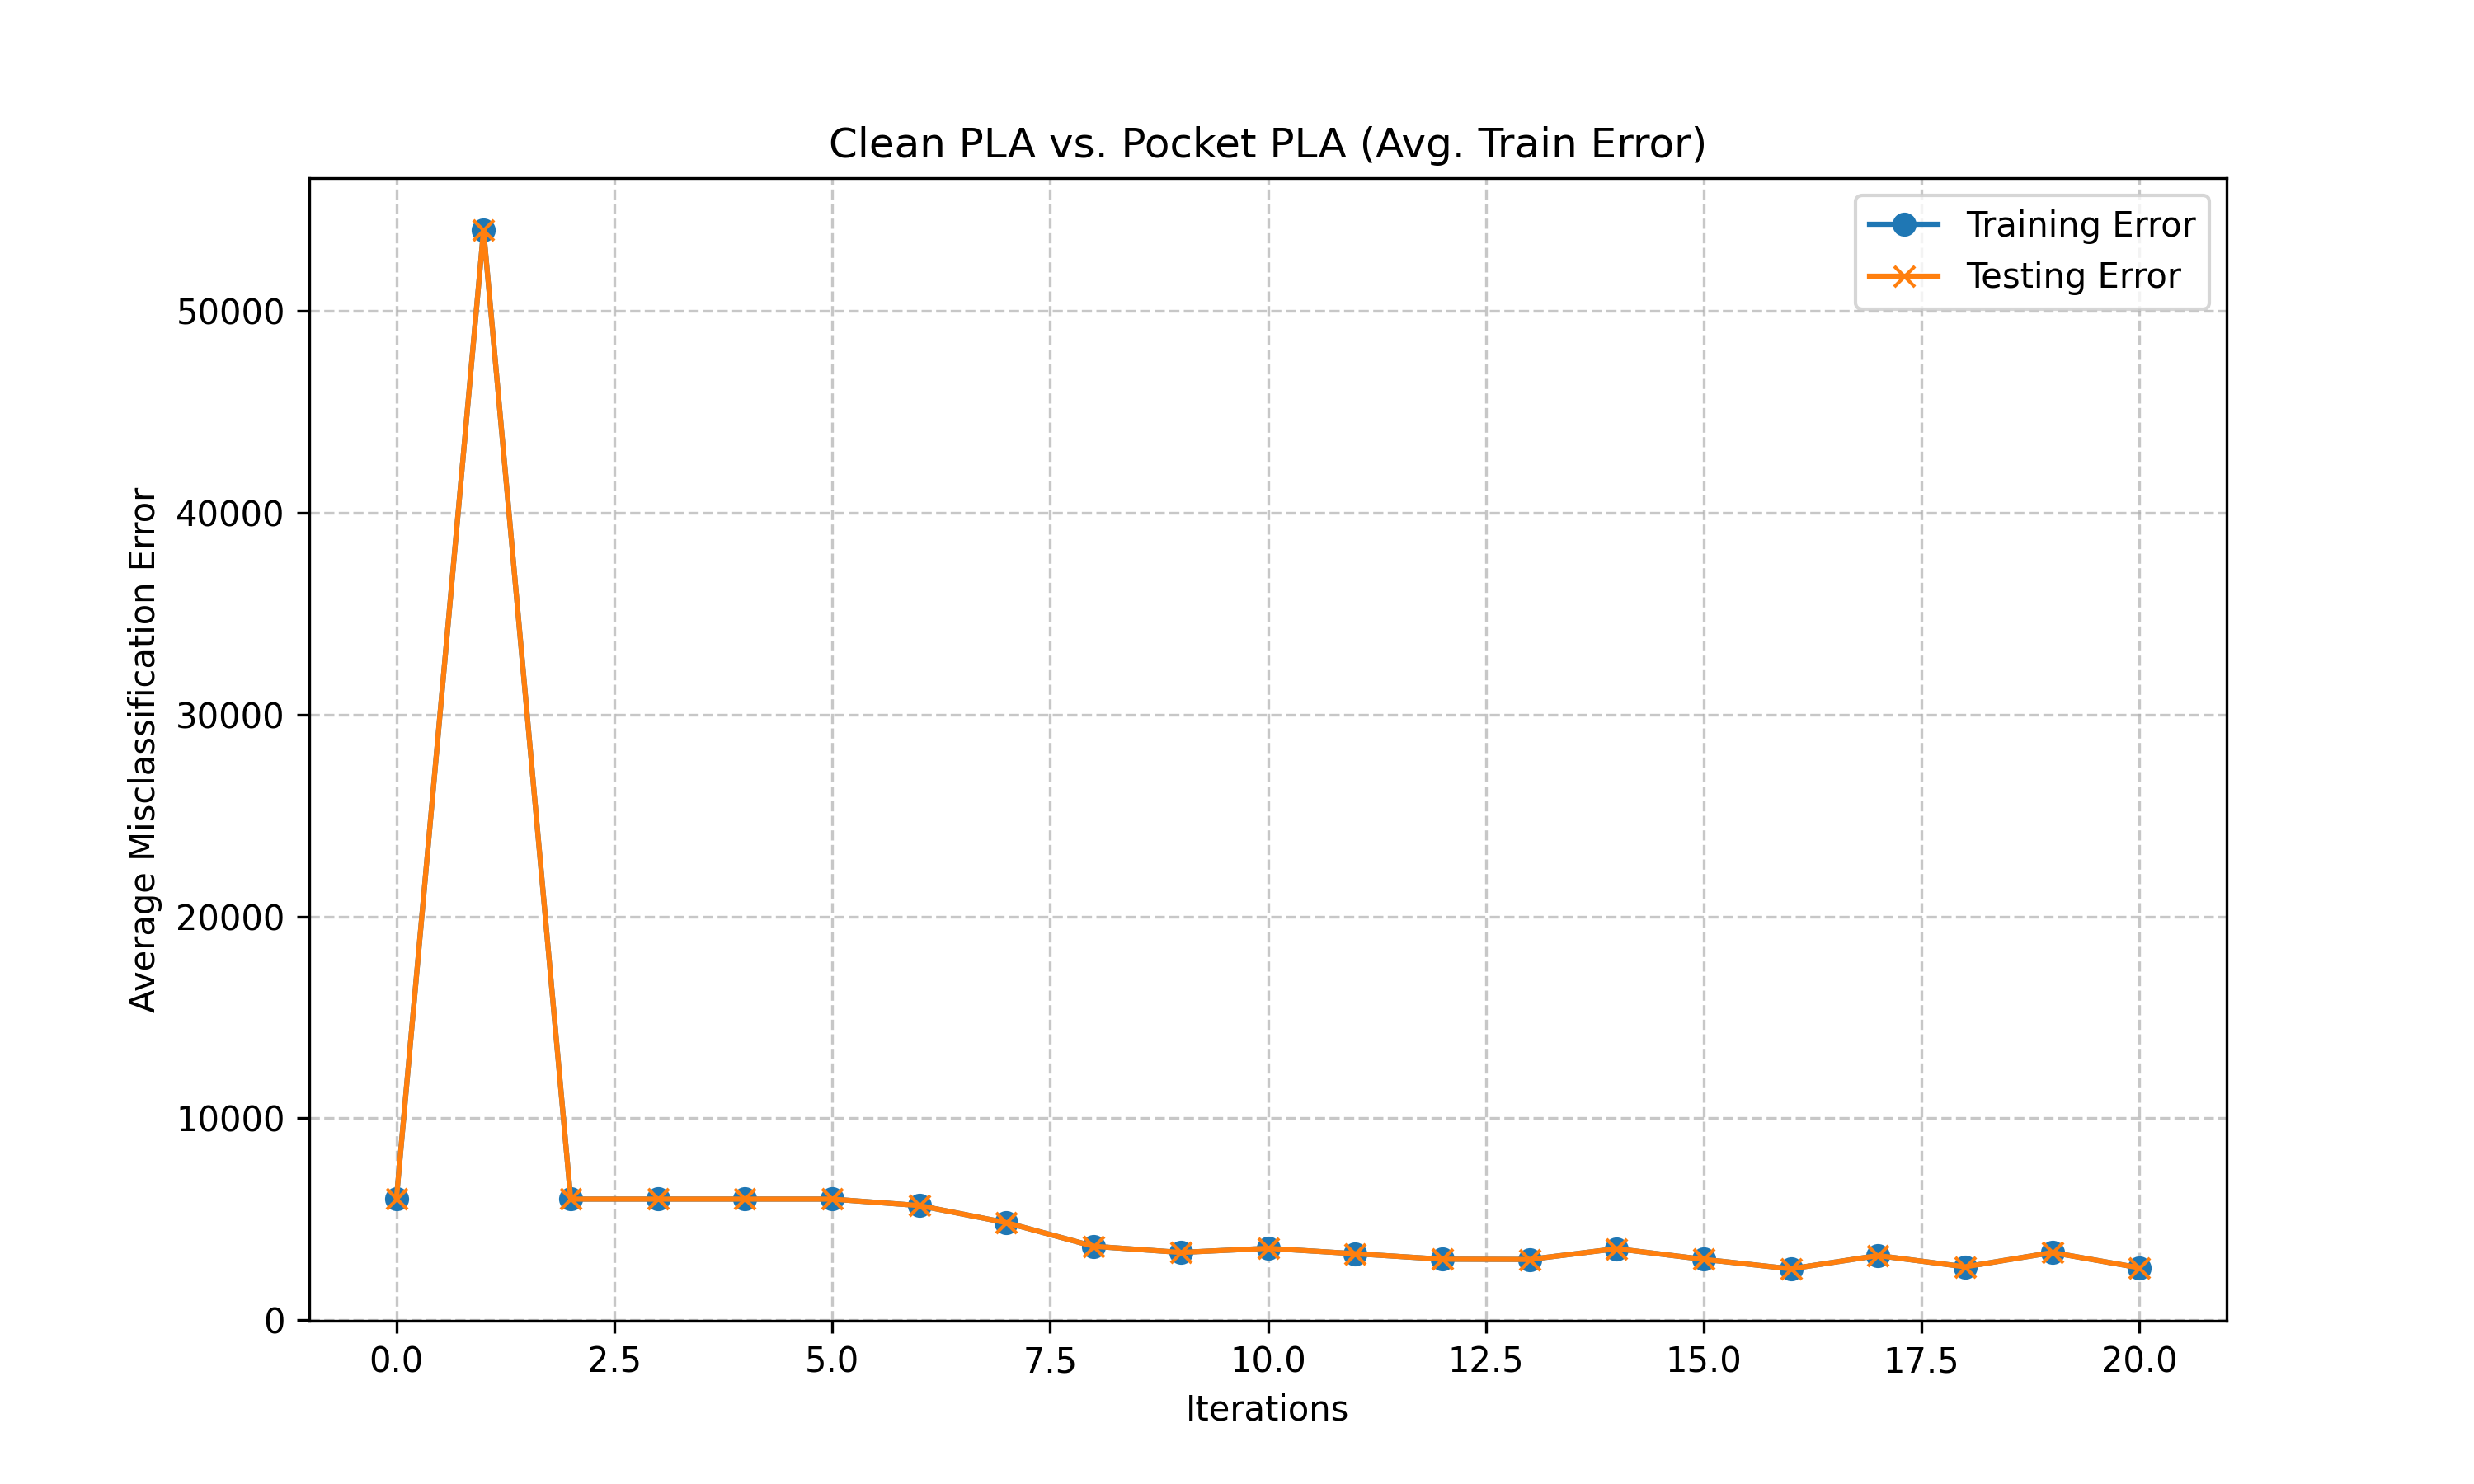 Clean PLA vs. Pocket PLA (Avg. Train Error)
Training Error
Testing Error
Average Misclassification Error
50000
40000
30000
20000
10000
0
0.0 2.5 5.0 7.5 10.0 12.5 15.0 17.5 20.0
Iterations